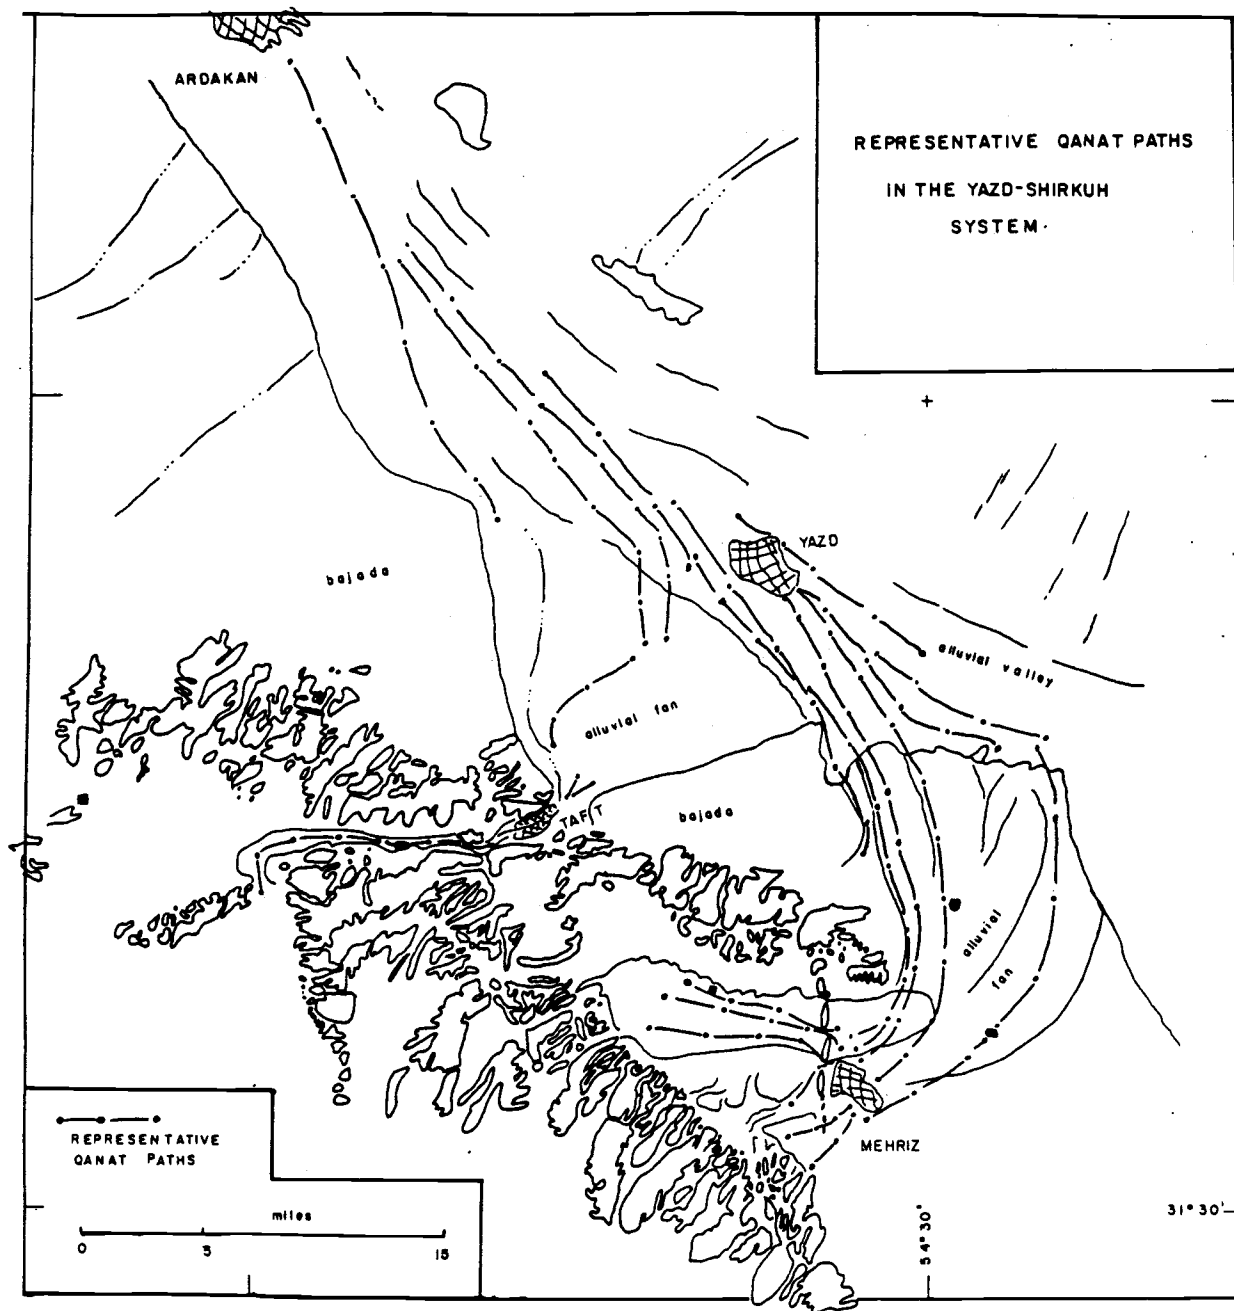 ARDAKAN
REPRESENTATIVE QANAT PATHS
IN THE YAZD-SHIRKUH
SYSTEM.
YAZD
bajada
alluvial valley
alluvial fan
TAFT
bajada
alluvial
fan
MEHRIZ
REPRESENTATIVE
QANAT PATHS
miles
0 5 15
54°30'
31°30'